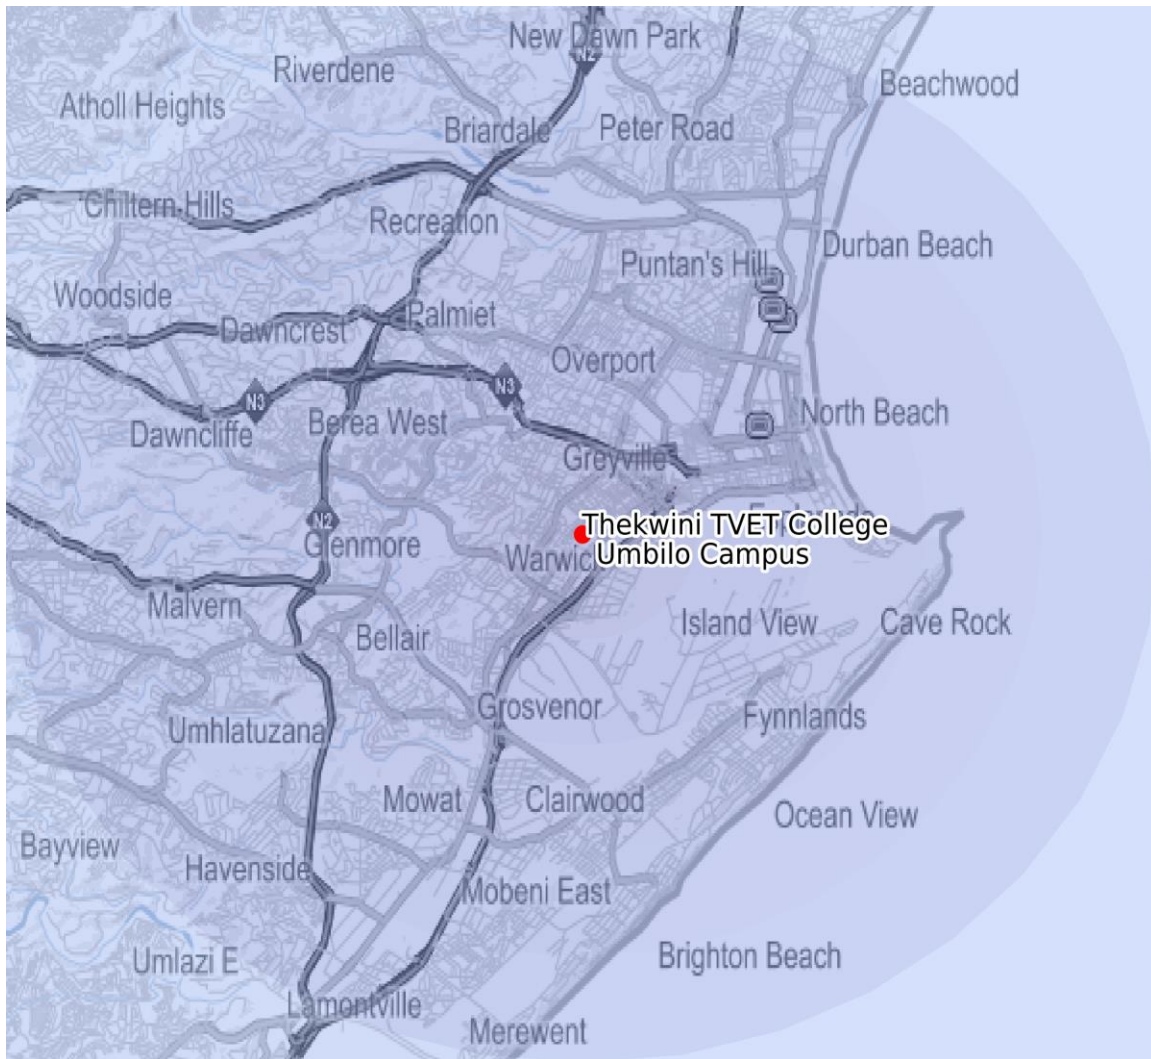 New Dawn Park
N2
Riverdene
Beachwood
Atholl Heights
Briardale
Peter Road
Chiltern Hills
Recreation
Durban Beach
Puntan's Hill
Woodside
Palmiet
Dawncrest
Overport
N3
N3
Berea West
North Beach
Dawncliffe
Greyville
N2
Thekwini TVET College
Umbilo Campus
Glenmore
Warwick
Malvern
Island View
Cave Rock
Bellair
Grosvenor
Fynnlands
Umhlatuzana
Mowat
Clairwood
Ocean View
Bayview
Havenside
Mobeni East
Brighton Beach
Umlazi E
Lamontville
Merewent